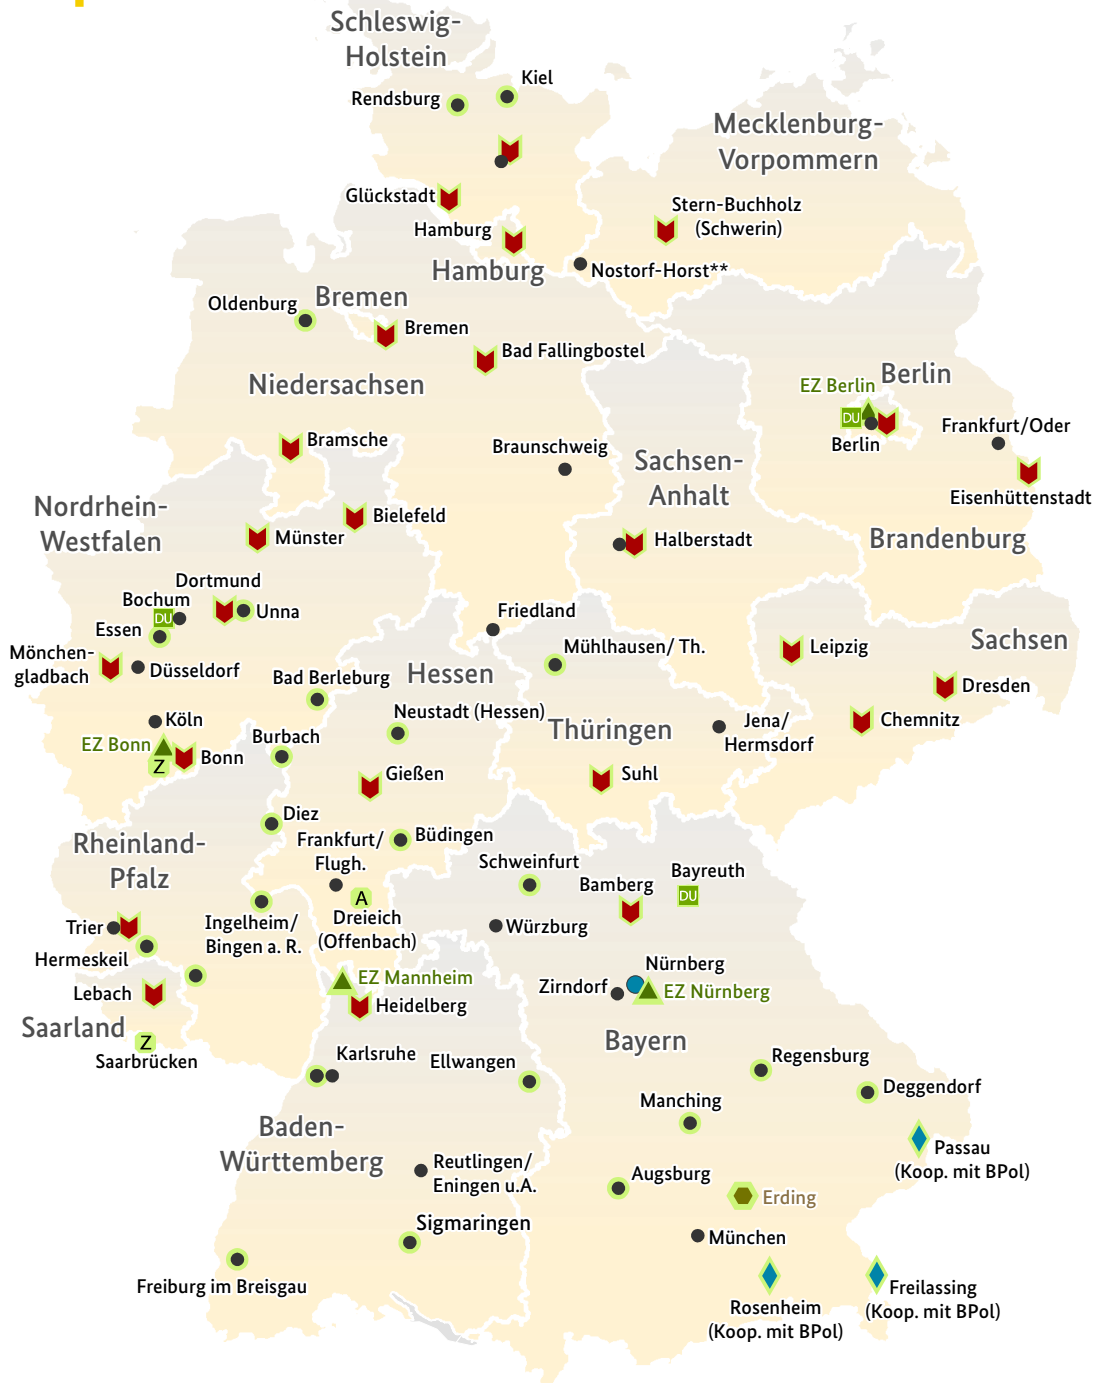 Schleswig-
Holstein
Kiel
Rendsburg
Mecklenburg-
Vorpommern
Glückstadt
Stern-Buchholz
(Schwerin)
Hamburg
Hamburg
Nostorf-Horst**
Oldenburg
Bremen
Bremen
Bad Fallingbostel
Niedersachsen
EZ Berlin
Berlin
DU
Berlin
Frankfurt/Oder
Bramsche
Braunschweig
Sachsen-
Anhalt
Eisenhüttenstadt
Nordrhein-
Westfalen
Bielefeld
Münster
Halberstadt
Brandenburg
Dortmund
Bochum
DU
Unna
Essen
Friedland
Mönchen-
gladbach
Düsseldorf
Mühlhausen/ Th.
Leipzig
Sachsen
Hessen
Bad Berleburg
Dresden
Neustadt (Hessen)
Köln
Thüringen
Jena/
Hermsdorf
Chemnitz
EZ Bonn
Z
Bonn
Burbach
Gießen
Suhl
Diez
Rheinland-
Pfalz
Frankfurt/
Flugh.
Büdingen
Schweinfurt
Bamberg
Bayreuth
DU
A
Dreieich
(Offenbach)
Ingelheim/
Bingen a. R.
Trier
Würzburg
Hermeskeil
Nürnberg
EZ Mannheim
Zirndorf
EZ Nürnberg
Lebach
Heidelberg
Saarland
Z
Saarbrücken
Bayern
Karlsruhe
Ellwangen
Regensburg
Deggendorf
Manching
Baden-
Württemberg
Passau
(Koop. mit BPol)
Reutlingen/
Eningen u.A.
Augsburg
Erding
Sigmaringen
München
Freiburg im Breisgau
Rosenheim
(Koop. mit BPol)
Freilassing
(Koop. mit BPol)